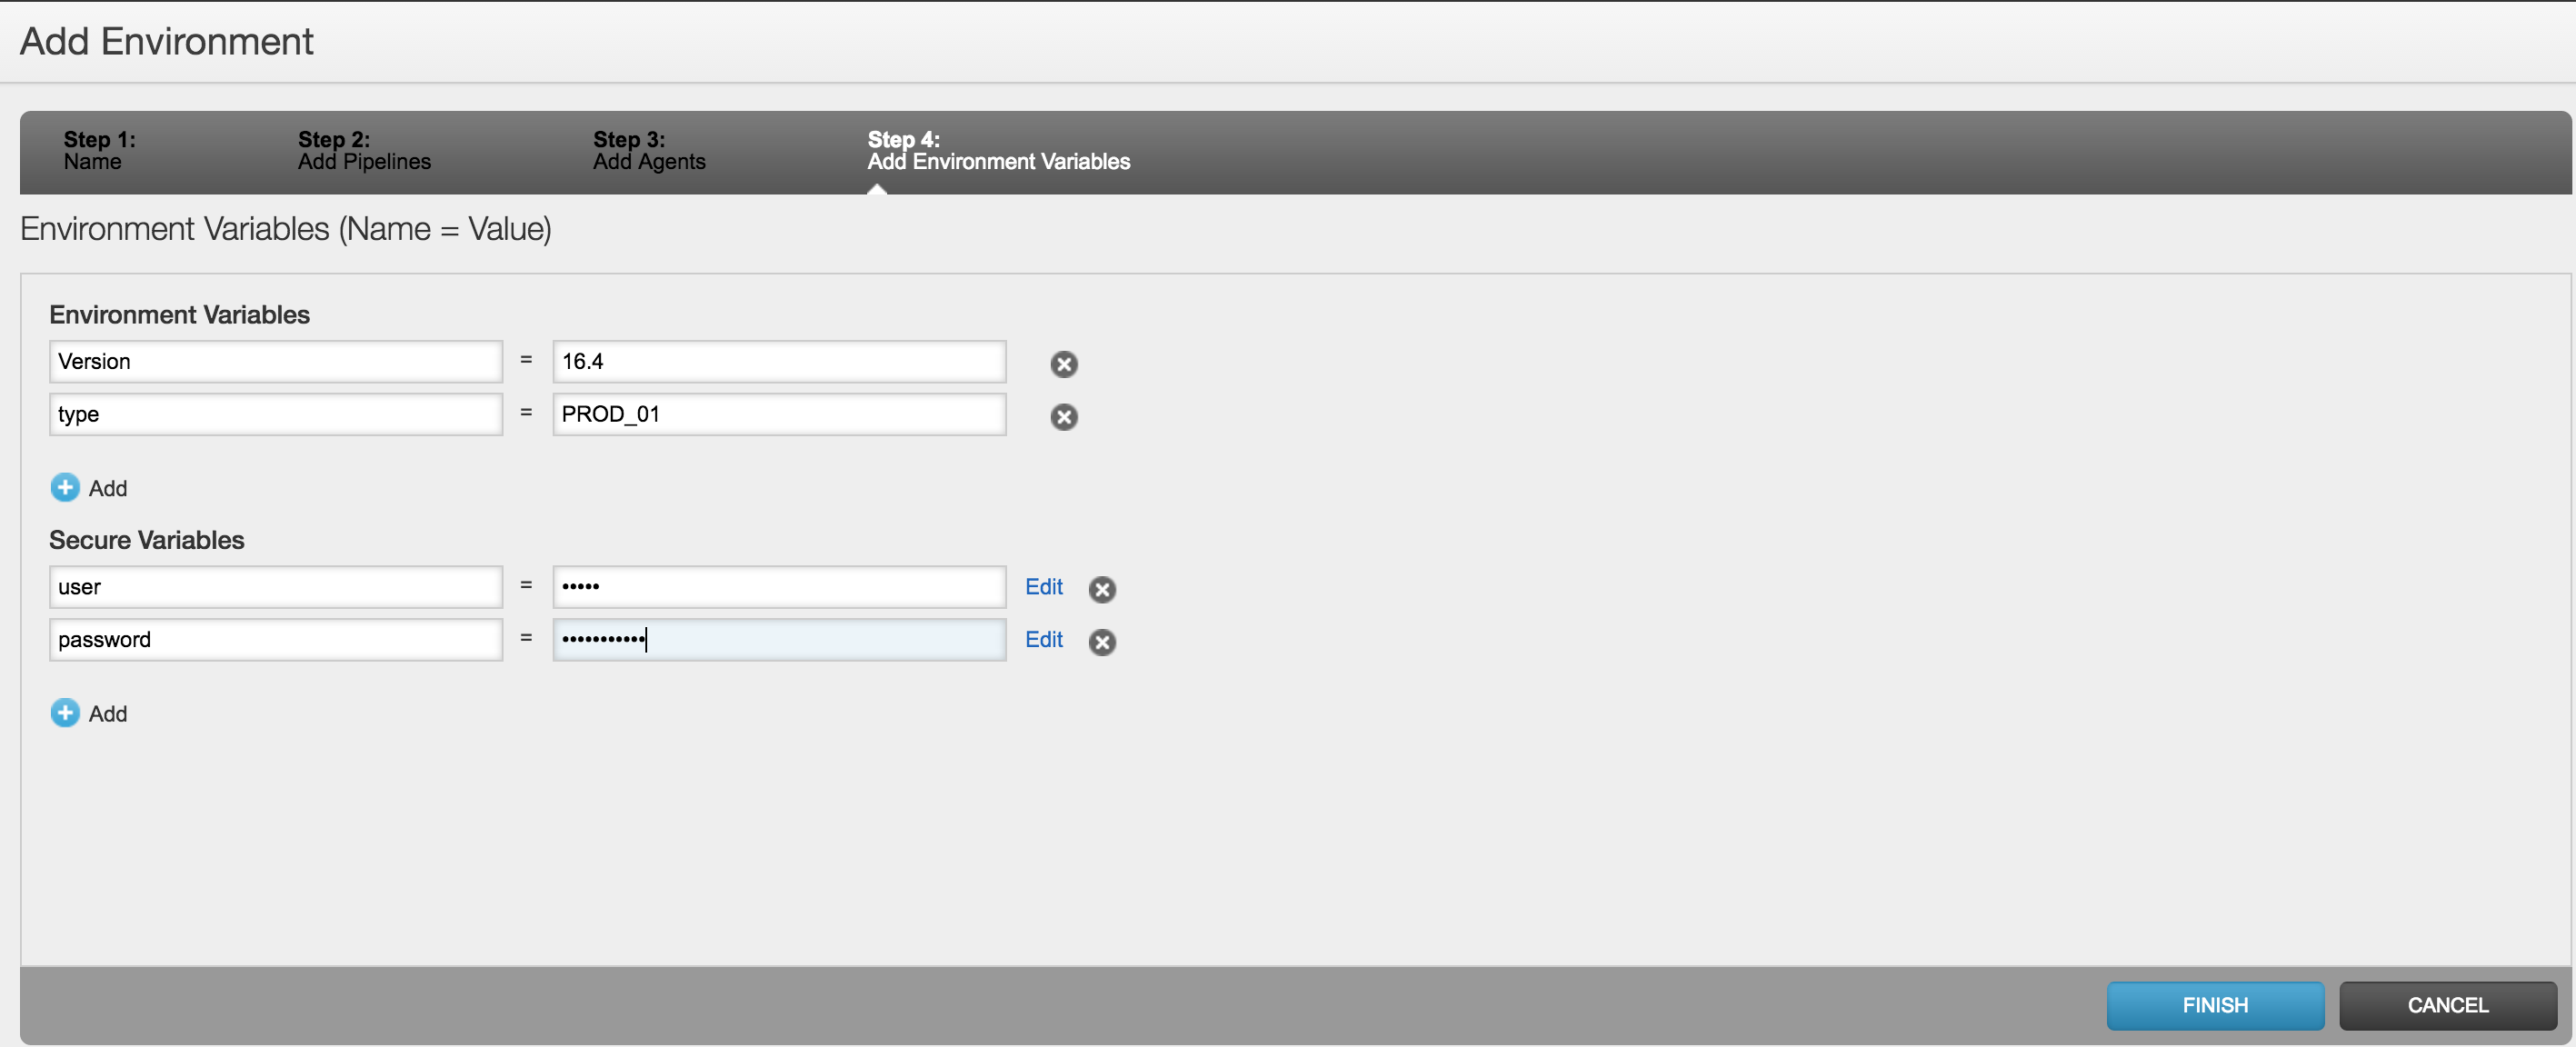 Add Environment
Step 1:
Name
Step 2:
Add Pipelines
Step 3:
Add Agents
Step 4:
Add Environment Variables
Environment Variables (Name = Value)
Environment Variables
Version = 16.4
type = PROD_01
Add
Secure Variables
user = ••••• Edit
password = ••••••••••• Edit
Add
FINISH CANCEL